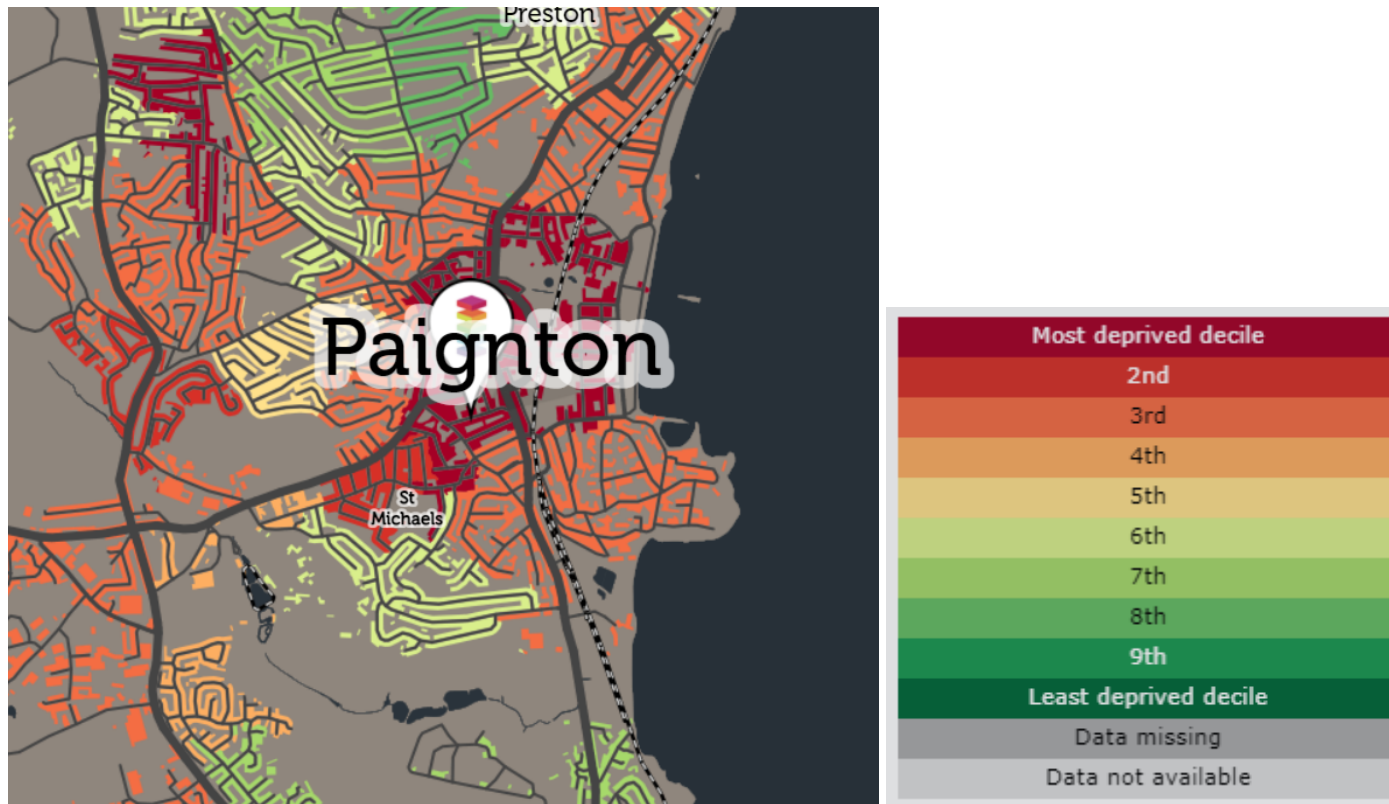 Preston
Paignton
St
Michaels
Most deprived decile
2nd
3rd
4th
5th
6th
7th
8th
9th
Least deprived decile
Data missing
Data not available